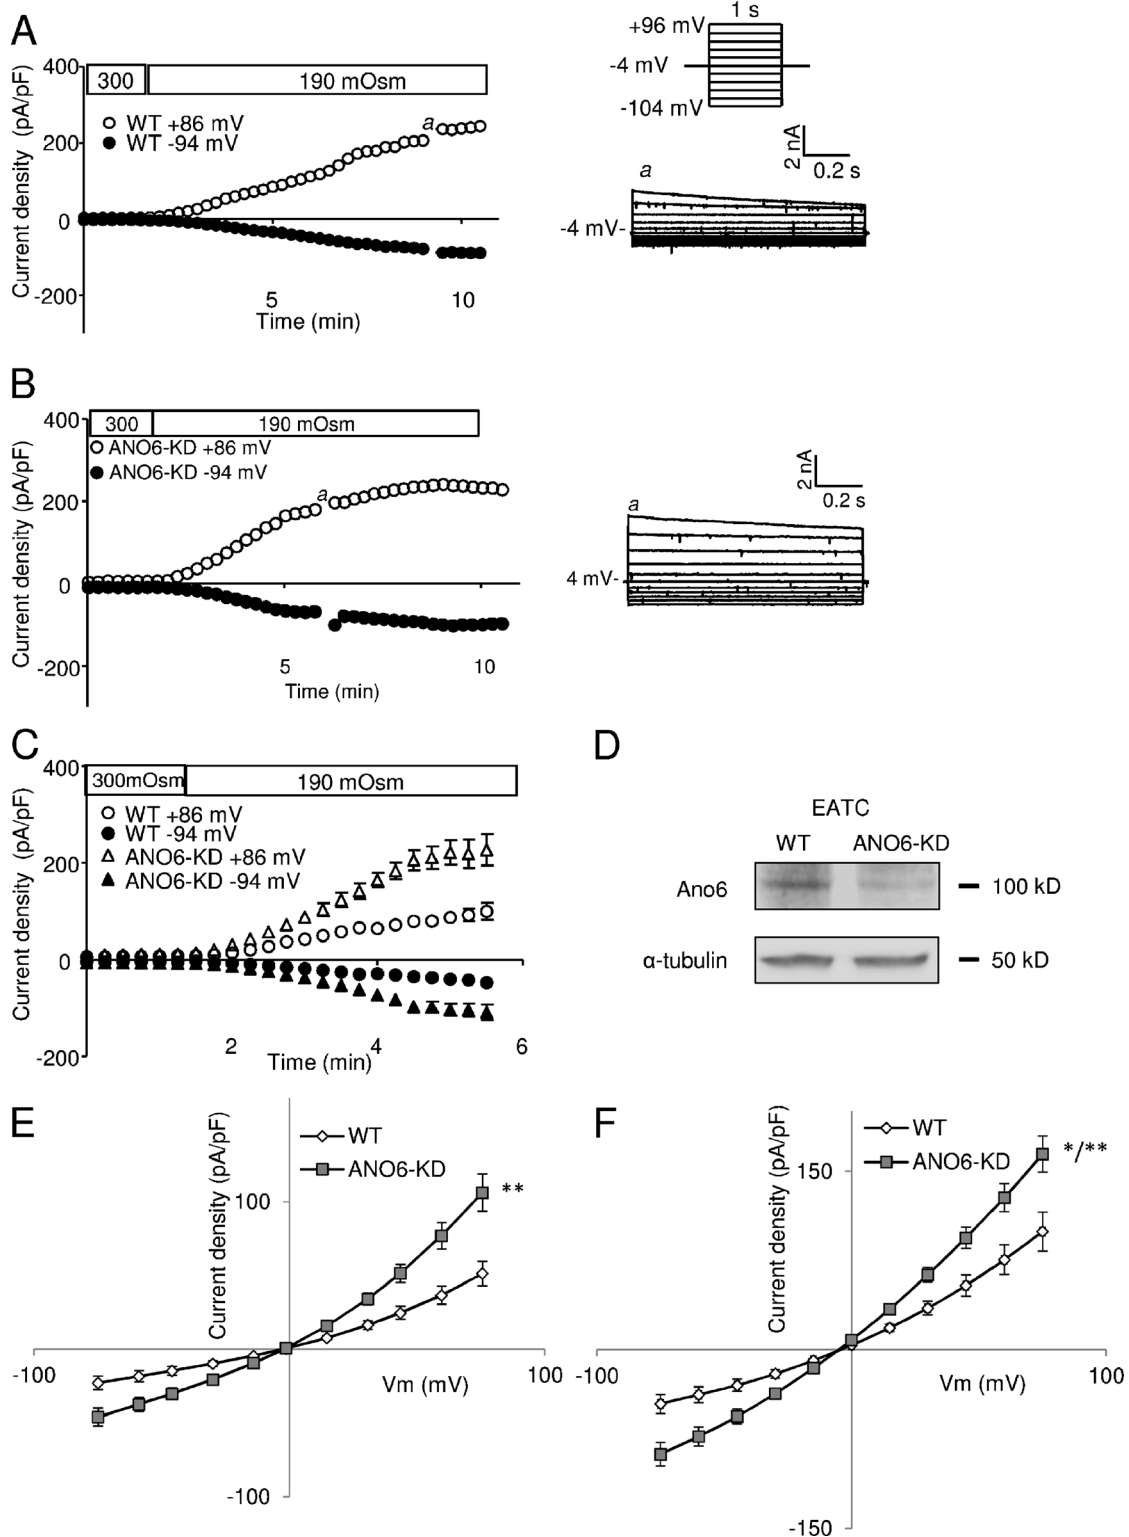 A
400
300
190 mOsm
WT +86 mV
WT -94 mV
a
200
0
-200
5
10
Time (min)
Current density (pA/pF)
1 s
+96 mV
-4 mV
-104 mV
2 nA
0.2 s
a
-4 mV-
B
400
300
190 mOsm
ANO6-KD +86 mV
ANO6-KD -94 mV
a
200
0
-200
5
10
Time (min)
Current density (pA/pF)
2 nA
0.2 s
a
4 mV-
C
400
300mOsm
190 mOsm
WT +86 mV
WT -94 mV
ANO6-KD +86 mV
ANO6-KD -94 mV
200
0
-200
2
4
6
Time (min)
Current density (pA/pF)
D
EATC
WT
ANO6-KD
Ano6
100 kD
α-tubulin
50 kD
E
WT
ANO6-KD
Current density (pA/pF)
100
**
-100
100
Vm (mV)
-100
F
WT
ANO6-KD
Current density (pA/pF)
150
*/**
-100
100
Vm (mV)
-150